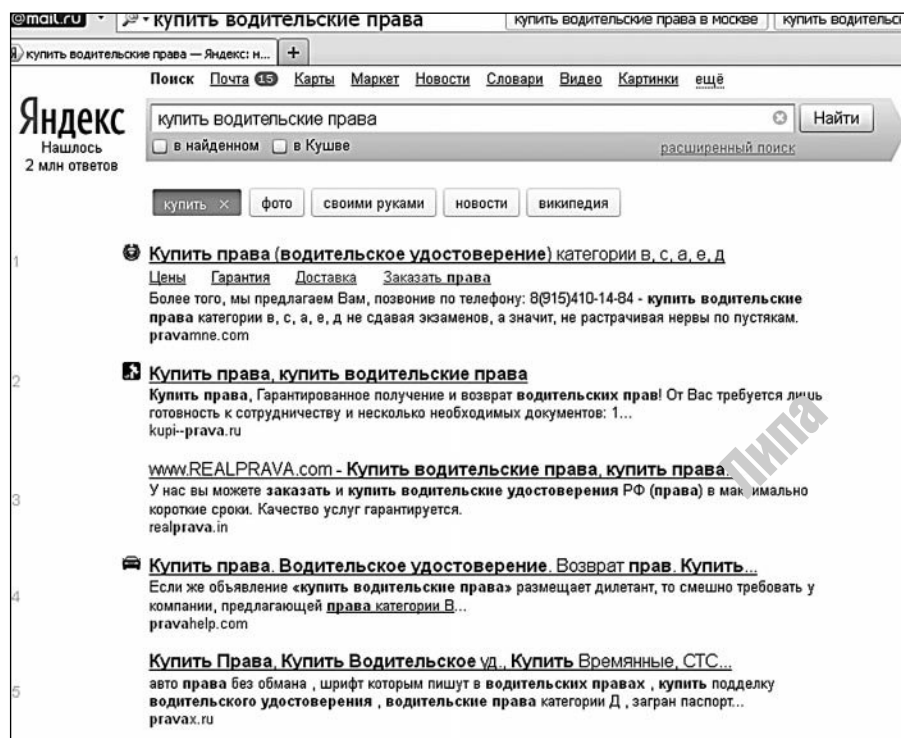 @mail.ru купить водительские права купить водительские права в москве купить водительс
купить водительские права — Яндекс: н... +
Поиск Почта 15 Карты Маркет Новости Словари Видео Картинки ещё
Яндекс
купить водительские права Найти
Нашлось
2 млн ответов
в найденном в Кушве расширенный поиск
купить × фото своими руками новости википедия
1 Купить права (водительское удостоверение) категории в, с, а, е, д
Цены Гарантия Доставка Заказать права
Более того, мы предлагаем Вам, позвонив по телефону: 8(915)410-14-84 - купить водительские
права категории в, с, а, е, д не сдавая экзаменов, а значит, не растрачивая нервы по пустякам.
pravamne.com
2 Купить права, купить водительские права
Купить права, Гарантированное получение и возврат водительских прав! От Вас требуется лишь
готовность к сотрудничеству и несколько необходимых документов: 1...
kupi--prava.ru
Липа
www.REALPRAVA.com - Купить водительские права, купить права.
3 У нас вы можете заказать и купить водительские удостоверения РФ (права) в максимально
короткие сроки. Качество услуг гарантируется.
realprava.in
Купить права. Водительское удостоверение. Возврат прав. Купить...
4 Если же объявление «купить водительские права» размещает дилетант, то смешно требовать у
компании, предлагающей права категории В...
pravahelp.com
Купить Права, Купить Водительское уд., Купить Времянные, СТС...
5 авто права без обмана , шрифт которым пишут в водительских правах , купить подделку
водительского удостоверения , водительские права категории Д , загран паспорт...
pravax.ru